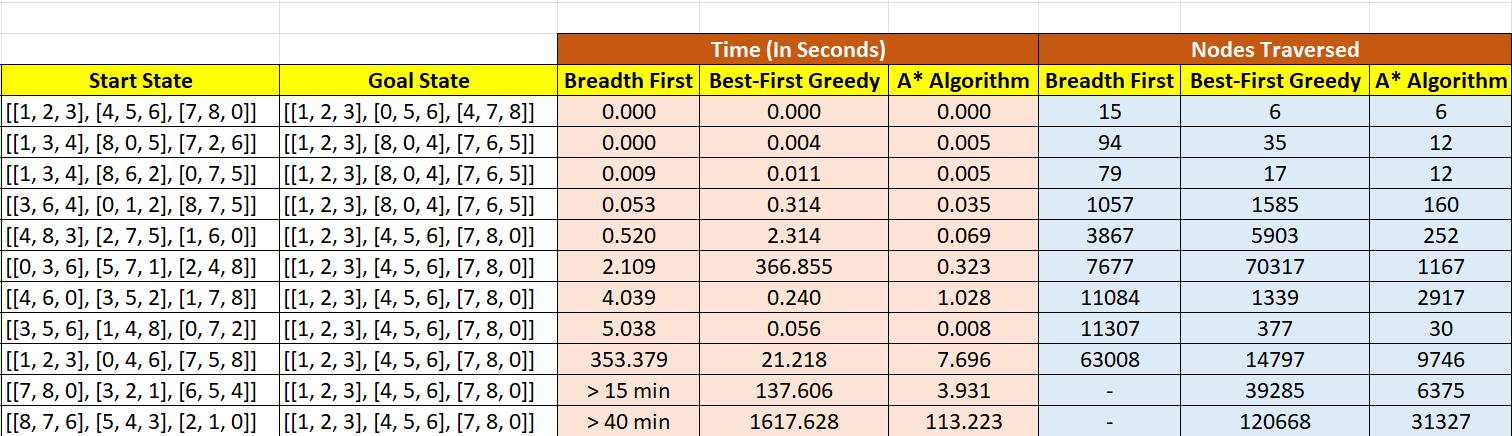 Time (In Seconds) Nodes Traversed
Start State Goal State Breadth First Best-First Greedy A* Algorithm Breadth First Best-First Greedy A* Algorithm
[[1, 2, 3], [4, 5, 6], [7, 8, 0]] [[1, 2, 3], [0, 5, 6], [4, 7, 8]] 0.000 0.000 0.000 15 6 6
[[1, 3, 4], [8, 0, 5], [7, 2, 6]] [[1, 2, 3], [8, 0, 4], [7, 6, 5]] 0.000 0.004 0.005 94 35 12
[[1, 3, 4], [8, 6, 2], [0, 7, 5]] [[1, 2, 3], [8, 0, 4], [7, 6, 5]] 0.009 0.011 0.005 79 17 12
[[3, 6, 4], [0, 1, 2], [8, 7, 5]] [[1, 2, 3], [8, 0, 4], [7, 6, 5]] 0.053 0.314 0.035 1057 1585 160
[[4, 8, 3], [2, 7, 5], [1, 6, 0]] [[1, 2, 3], [4, 5, 6], [7, 8, 0]] 0.520 2.314 0.069 3867 5903 252
[[0, 3, 6], [5, 7, 1], [2, 4, 8]] [[1, 2, 3], [4, 5, 6], [7, 8, 0]] 2.109 366.855 0.323 7677 70317 1167
[[4, 6, 0], [3, 5, 2], [1, 7, 8]] [[1, 2, 3], [4, 5, 6], [7, 8, 0]] 4.039 0.240 1.028 11084 1339 2917
[[3, 5, 6], [1, 4, 8], [0, 7, 2]] [[1, 2, 3], [4, 5, 6], [7, 8, 0]] 5.038 0.056 0.008 11307 377 30
[[1, 2, 3], [0, 4, 6], [7, 5, 8]] [[1, 2, 3], [4, 5, 6], [7, 8, 0]] 353.379 21.218 7.696 63008 14797 9746
[[7, 8, 0], [3, 2, 1], [6, 5, 4]] [[1, 2, 3], [4, 5, 6], [7, 8, 0]] > 15 min 137.606 3.931 - 39285 6375
[[8, 7, 6], [5, 4, 3], [2, 1, 0]] [[1, 2, 3], [4, 5, 6], [7, 8, 0]] > 40 min 1617.628 113.223 - 120668 31327